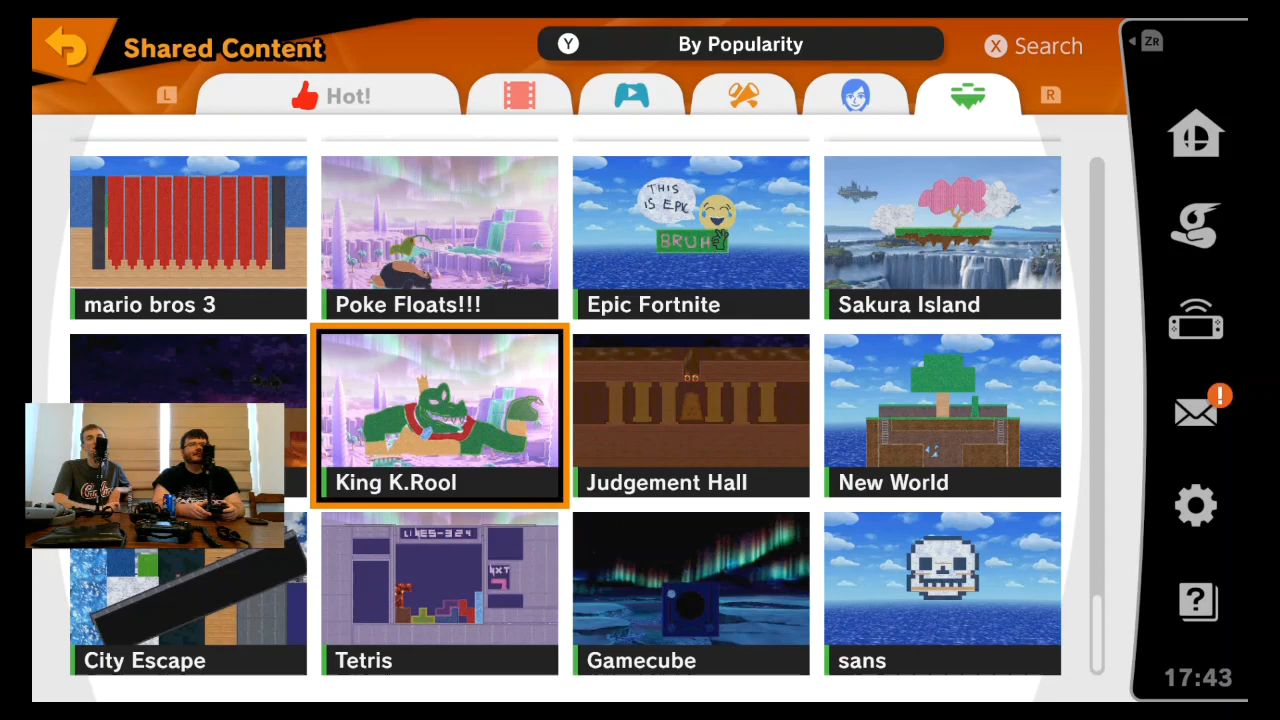 Shared Content
Y By Popularity
X Search
ZR
L
Hot!
R
mario bros 3
Poke Floats!!!
THIS
IS EPIC
BRUH
Epic Fortnite
Sakura Island
King K.Rool
Judgement Hall
New World
City Escape
LINES-324
NXT
Tetris
Gamecube
sans
17:43